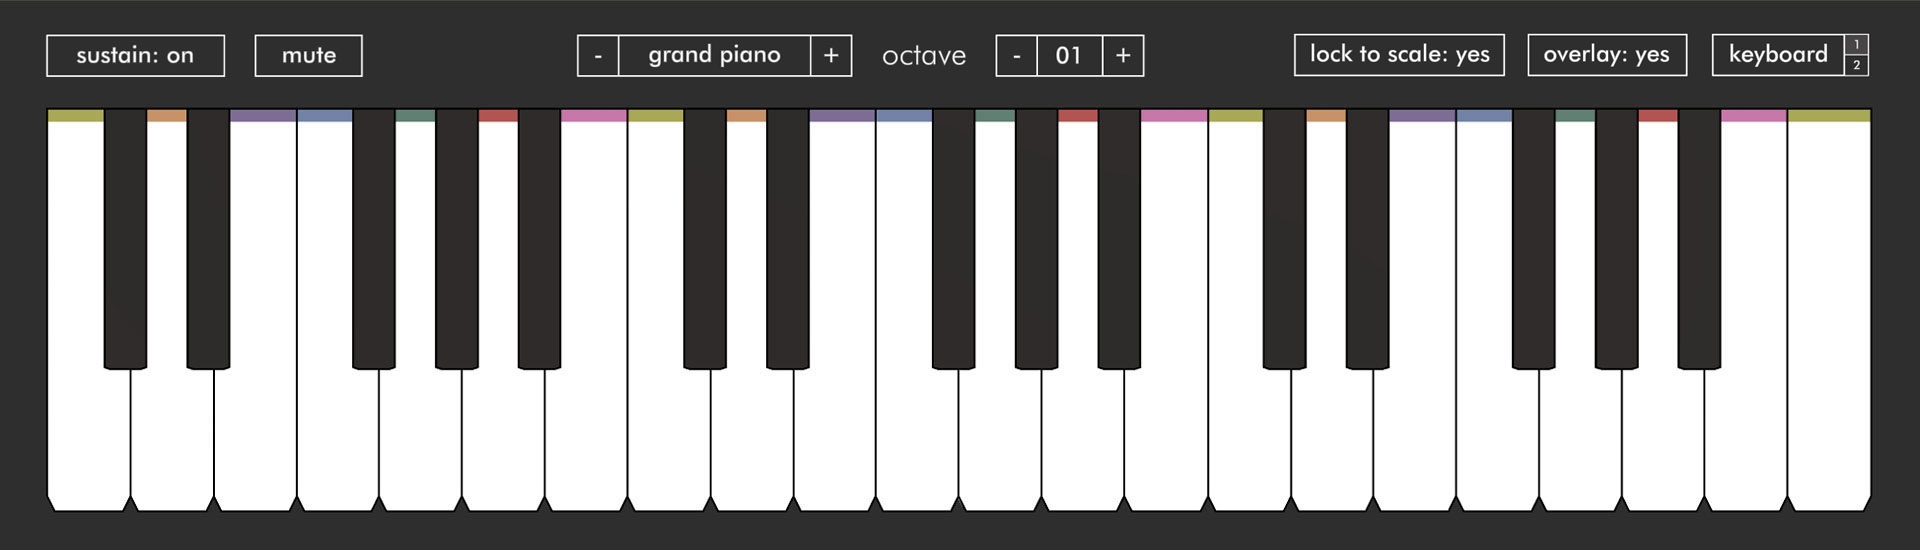 sustain: on
mute
- grand piano +
octave
- 01 +
lock to scale: yes
overlay: yes
keyboard
1
2